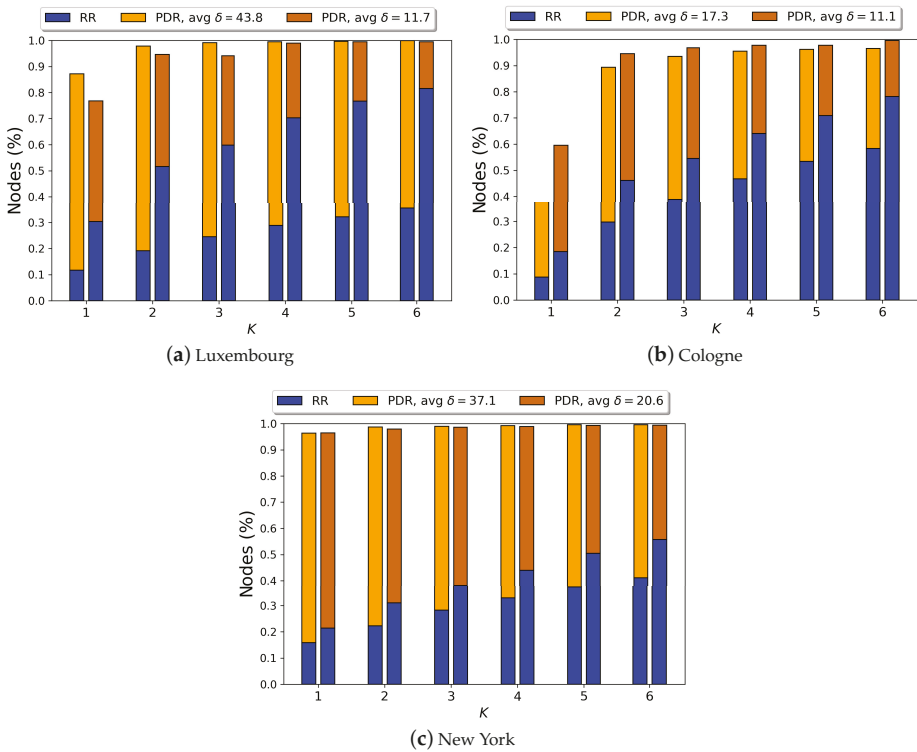 RR PDR, avg δ = 43.8 PDR, avg δ = 11.7
1.0
0.9
0.8
0.7
0.6
0.5
0.4
0.3
0.2
0.1
0.0
Nodes (%)
1 2 3 4 5 6
K
(a) Luxembourg
RR PDR, avg δ = 17.3 PDR, avg δ = 11.1
1.0
0.9
0.8
0.7
0.6
0.5
0.4
0.3
0.2
0.1
0.0
Nodes (%)
1 2 3 4 5 6
K
(b) Cologne
RR PDR, avg δ = 37.1 PDR, avg δ = 20.6
1.0
0.9
0.8
0.7
0.6
0.5
0.4
0.3
0.2
0.1
0.0
Nodes (%)
1 2 3 4 5 6
K
(c) New York